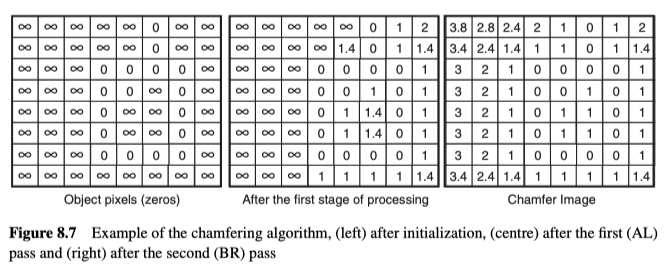 ∞ ∞ ∞ ∞ ∞ 0 ∞ ∞ ∞ ∞ ∞ ∞ ∞ 0 1 2 3.8 2.8 2.4 2 1 0 1 2
∞ ∞ ∞ ∞ ∞ 0 ∞ ∞ ∞ ∞ ∞ ∞ 1.4 0 1 1.4 3.4 2.4 1.4 1 1 0 1 1.4
∞ ∞ ∞ 0 0 0 0 ∞ ∞ ∞ ∞ 0 0 0 0 1 3 2 1 0 0 0 0 1
∞ ∞ ∞ 0 0 ∞ 0 ∞ ∞ ∞ ∞ 0 0 1 0 1 3 2 1 0 0 1 0 1
∞ ∞ ∞ 0 ∞ ∞ 0 ∞ ∞ ∞ ∞ 0 1 1.4 0 1 3 2 1 0 1 1 0 1
∞ ∞ ∞ 0 ∞ ∞ 0 ∞ ∞ ∞ ∞ 0 1 1.4 0 1 3 2 1 0 1 1 0 1
∞ ∞ ∞ 0 0 0 0 ∞ ∞ ∞ ∞ 0 0 0 0 1 3 2 1 0 0 0 0 1
∞ ∞ ∞ ∞ ∞ ∞ ∞ ∞ ∞ ∞ ∞ 1 1 1 1 1.4 3.4 2.4 1.4 1 1 1 1 1.4
Object pixels (zeros) After the first stage of processing Chamfer Image
Figure 8.7 Example of the chamfering algorithm, (left) after initialization, (centre) after the first (AL)
pass and (right) after the second (BR) pass